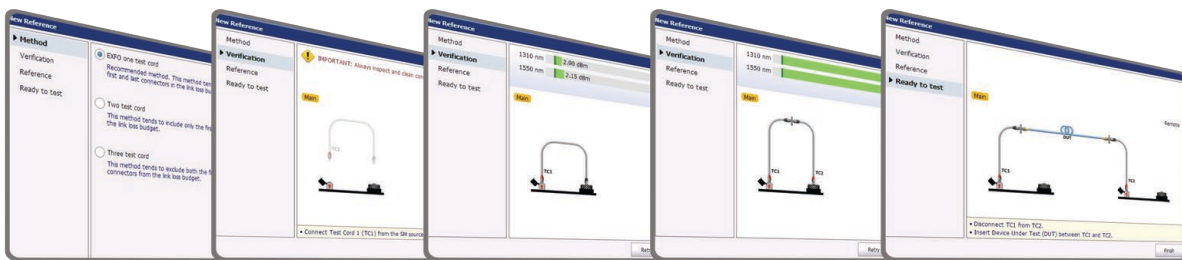 New Reference
Method
Verification
Reference
Ready to test
EXFO one test cord
Recommended method. This method
first and last connectors in the link loss
Two test cord
This method tends to include only the
the link loss budget.
Three test cord
This method tends to exclude both the
connectors from the link loss budget.
New Reference
Method
Verification
Reference
Ready to test
IMPORTANT: Always inspect and clean
Main
TC1
• Connect Test Cord 1 (TC1) from the SM source
New Reference
Method
Verification
Reference
Ready to test
1310 nm 2.90 dBm
1550 nm 2.15 dBm
Main
TC1
New Reference
Method
Verification
Reference
Ready to test
1310 nm
1550 nm
Main
TC1 TC2
Retry
New Reference
Method
Verification
Reference
Ready to test
Main
Remote
DUT
TC1
TC2
• Disconnect TC1 from TC2.
• Insert Device Under Test (DUT) between TC1 and TC2.